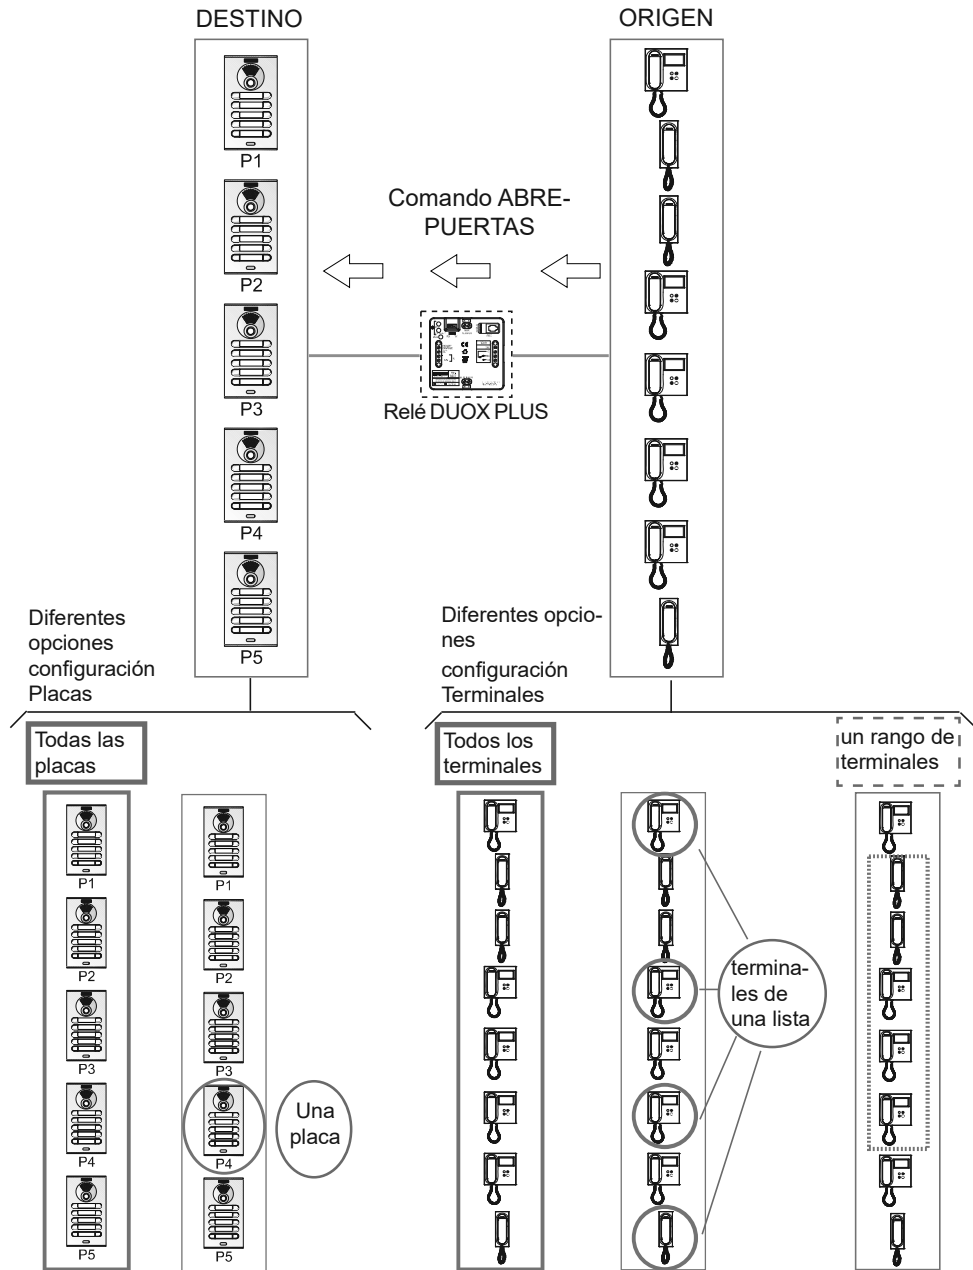 DESTINO
ORIGEN
P1
P2
P3
P4
P5
Comando ABRE-
PUERTAS
Relé DUOX PLUS
Diferentes
opciones
configuración
Placas
Diferentes opcio-
nes
configuración
Terminales
Todas las
placas
P1
P2
P3
P4
P5
P1
P2
P3
P4
P5
Una
placa
Todos los
terminales
termina-
les de
una lista
un rango de
terminales